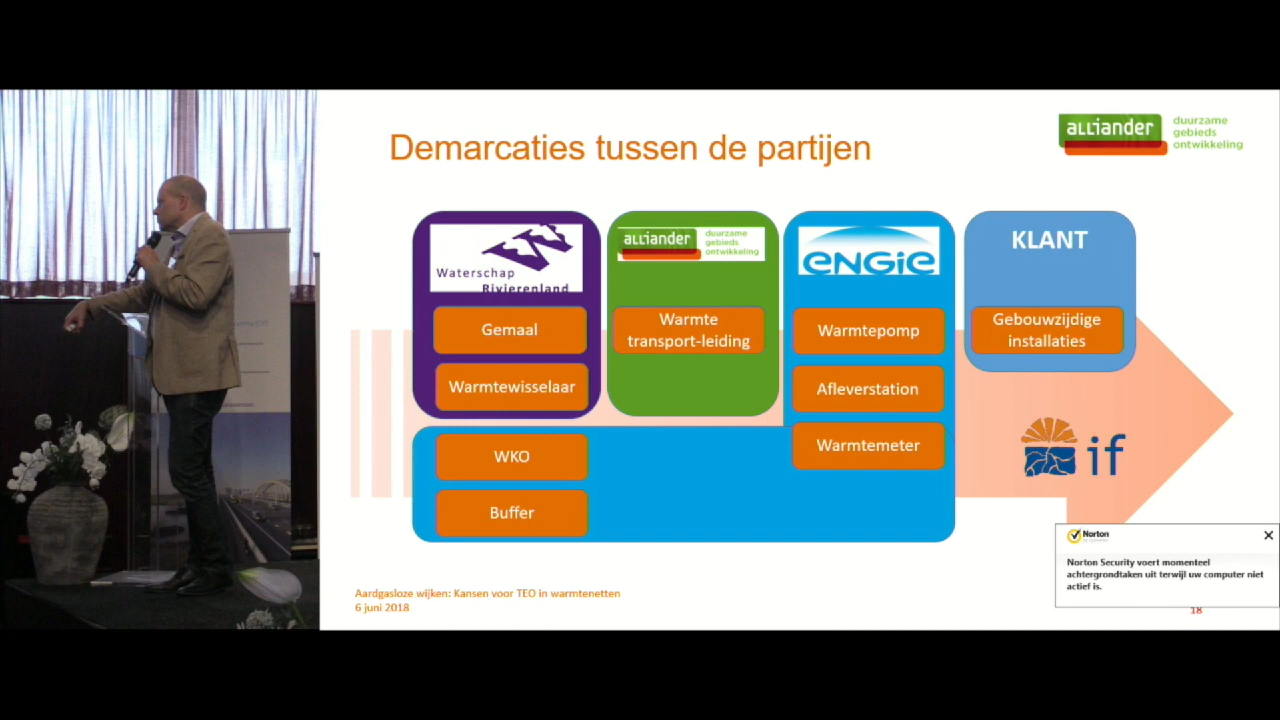 Demarcaties tussen de partijen
alliander
duurzame
gebieds
ontwikkeling
Waterschap
Rivierenland
Gemaal
Warmtewisselaar
WKO
Buffer
alliander
duurzame
gebieds
ontwikkeling
Warmte
transport-leiding
ENGIE
Warmtepomp
Afleverstation
Warmtemeter
KLANT
Gebouwzijdige
installaties
if
Norton
Norton Security voert momenteel
achtergrondtaken uit terwijl uw computer niet
actief is.
Aardgasloze wijken: Kansen voor TEO in warmtenetten
6 juni 2018
18